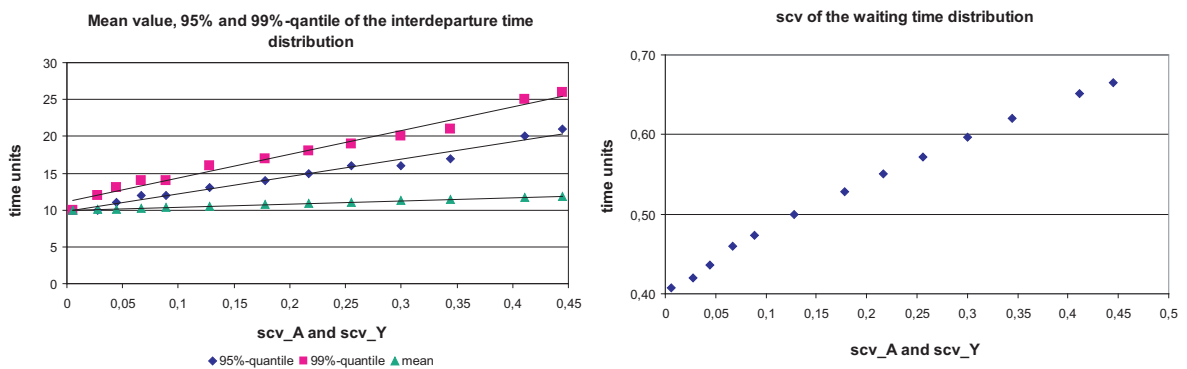 Mean value, 95% and 99%-qantile of the interdeparture time
distribution
time units
30
25
20
15
10
5
0
0 0,05 0,1 0,15 0,2 0,25 0,3 0,35 0,4 0,45
scv_A and scv_Y
95%-quantile 99%-quantile mean
scv of the waiting time distribution
time units
0,70
0,60
0,50
0,40
0 0,05 0,1 0,15 0,2 0,25 0,3 0,35 0,4 0,45 0,5
scv_A and scv_Y